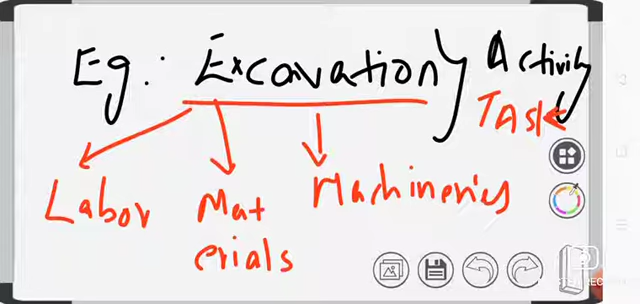 Eg: Excavation } Activity
Task
Labor Mat Machineries
erials